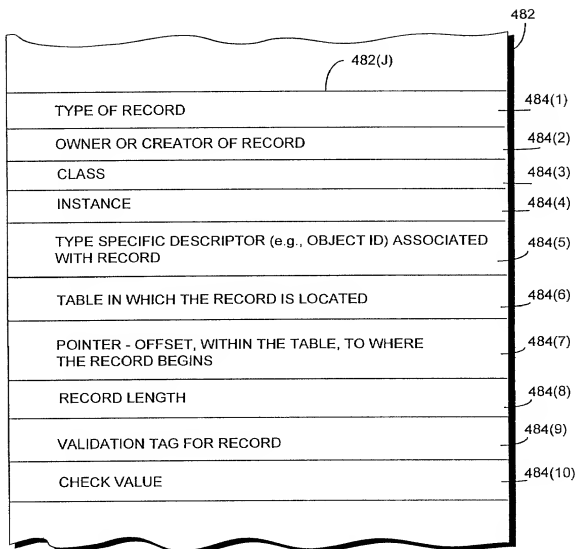 482
482(J)
TYPE OF RECORD 484(1)
OWNER OR CREATOR OF RECORD 484(2)
CLASS 484(3)
INSTANCE 484(4)
TYPE SPECIFIC DESCRIPTOR (e.g., OBJECT ID) ASSOCIATED
WITH RECORD 484(5)
TABLE IN WHICH THE RECORD IS LOCATED 484(6)
POINTER - OFFSET, WITHIN THE TABLE, TO WHERE
THE RECORD BEGINS 484(7)
RECORD LENGTH 484(8)
VALIDATION TAG FOR RECORD 484(9)
CHECK VALUE 484(10)